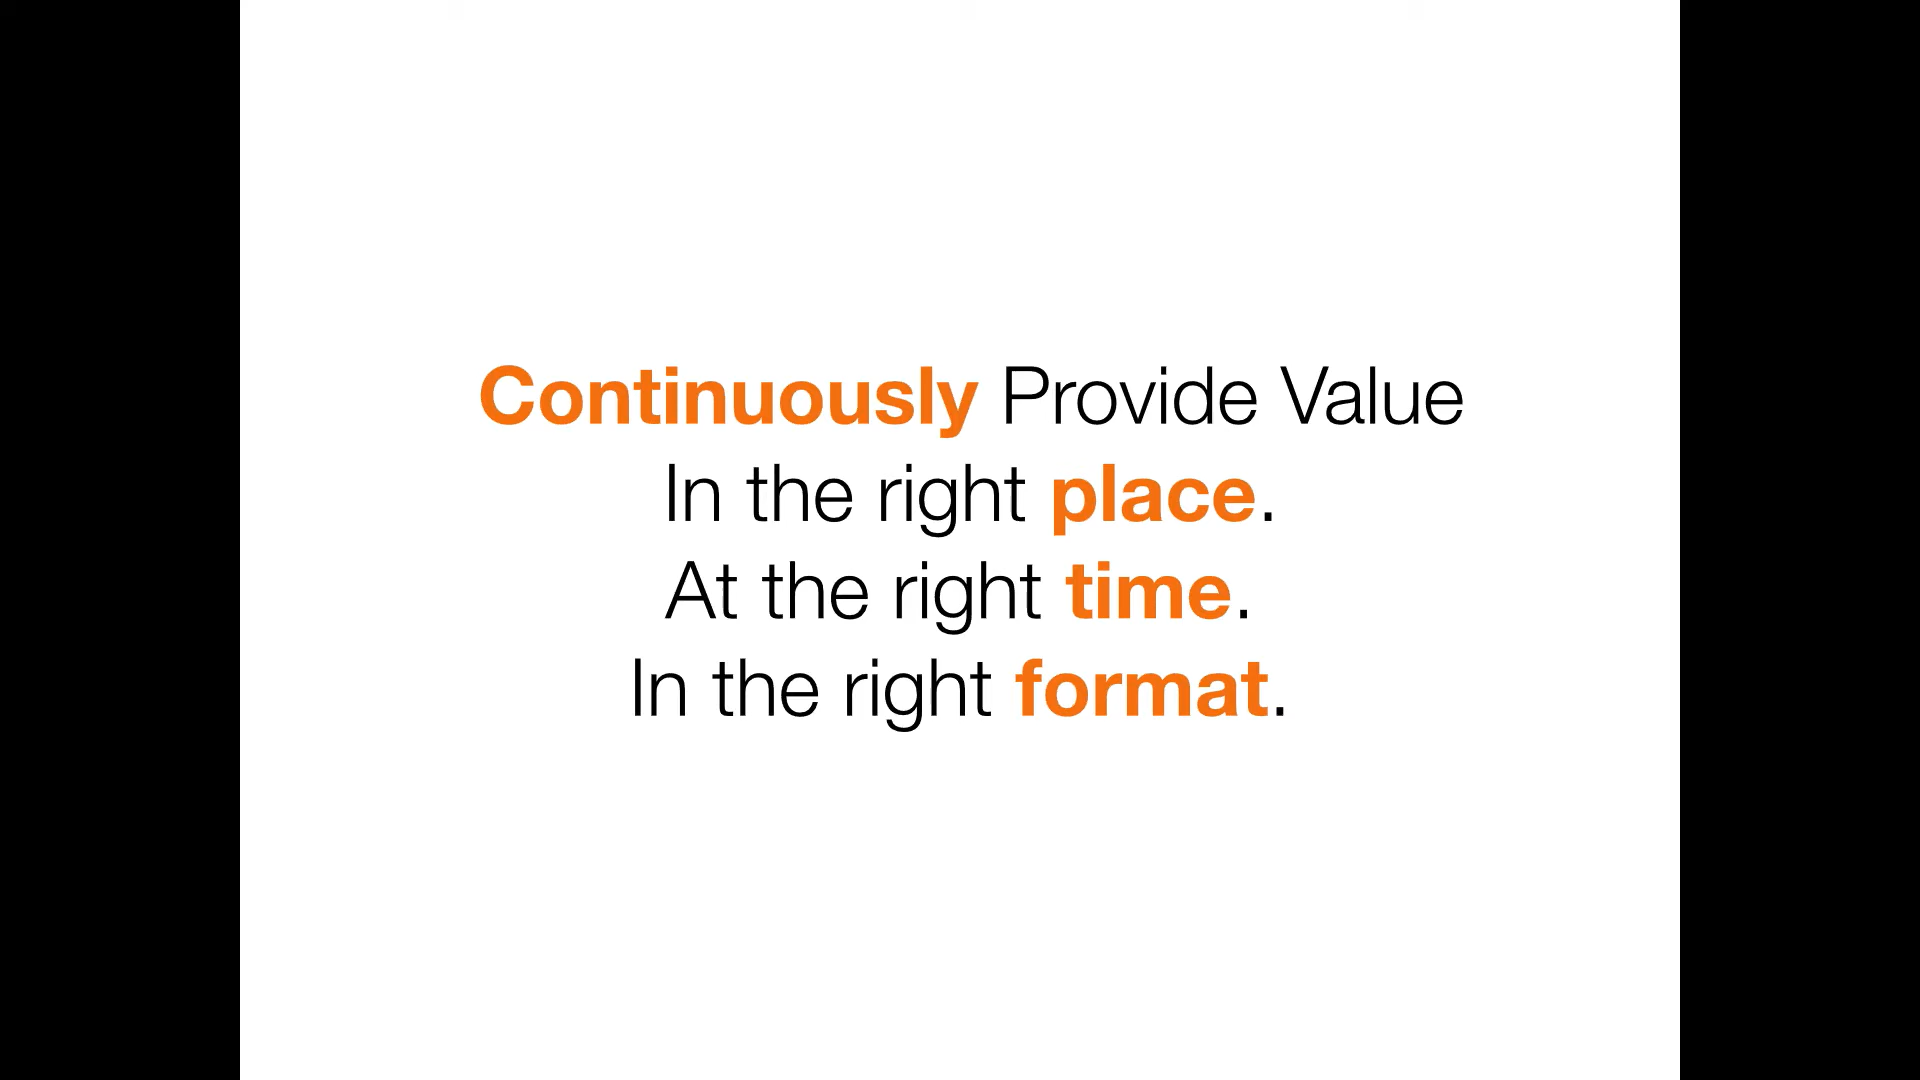 Continuously Provide Value
In the right place.
At the right time.
In the right format.